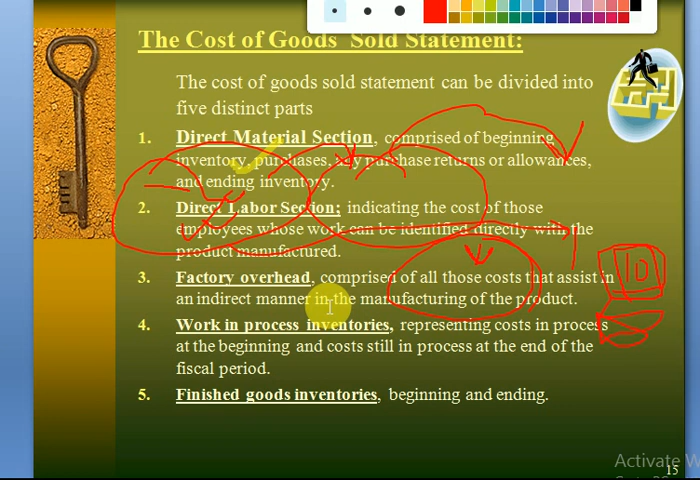 The Cost of Goods Sold Statement:
The cost of goods sold statement can be divided into
five distinct parts
1. Direct Material Section, comprised of beginning
inventory, purchases, any purchase returns or allowances,
and ending inventory.
2. Direct Labor Section; indicating the cost of those
employees whose work can be identified directly with the
product manufactured.
3. Factory overhead, comprised of all those costs that assist in
an indirect manner in the manufacturing of the product.
4. Work in process inventories, representing costs in process
at the beginning and costs still in process at the end of the
fiscal period.
5. Finished goods inventories, beginning and ending.
10
Activate W
15